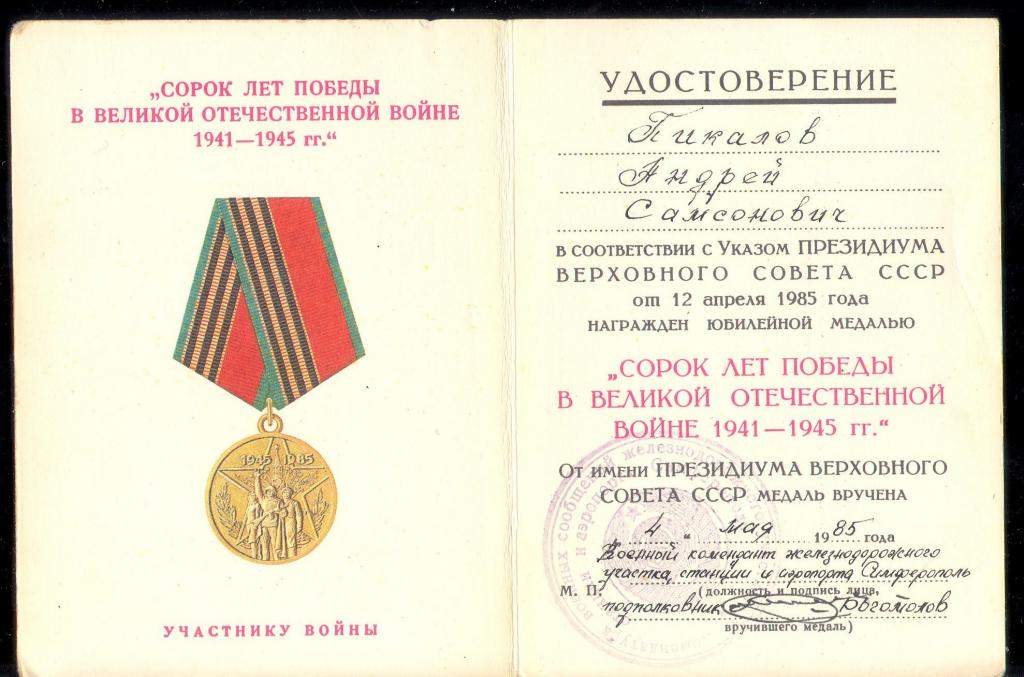 „СОРОК ЛЕТ ПОБЕДЫ
В ВЕЛИКОЙ ОТЕЧЕСТВЕННОЙ ВОЙНЕ
1941—1945 гг.“
1945 1985
УЧАСТНИКУ ВОЙНЫ
УДОСТОВЕРЕНИЕ
Пикалов
Андрей
Самсонович
В СООТВЕТСТВИИ С УКАЗОМ ПРЕЗИДИУМА
ВЕРХОВНОГО СОВЕТА СССР
от 12 апреля 1985 года
НАГРАЖДЕН ЮБИЛЕЙНОЙ МЕДАЛЬЮ
„СОРОК ЛЕТ ПОБЕДЫ
В ВЕЛИКОЙ ОТЕЧЕСТВЕННОЙ
ВОЙНЕ 1941—1945 гг.“
ОТ ИМЕНИ ПРЕЗИДИУМА ВЕРХОВНОГО
СОВЕТА СССР МЕДАЛЬ ВРУЧЕНА
„4“ мая 1985 года
Военный комендант железнодорожного
участка, станции и аэропорта Симферополь
М. П. (должность и подпись лица,
подполковник
вручившего медаль)